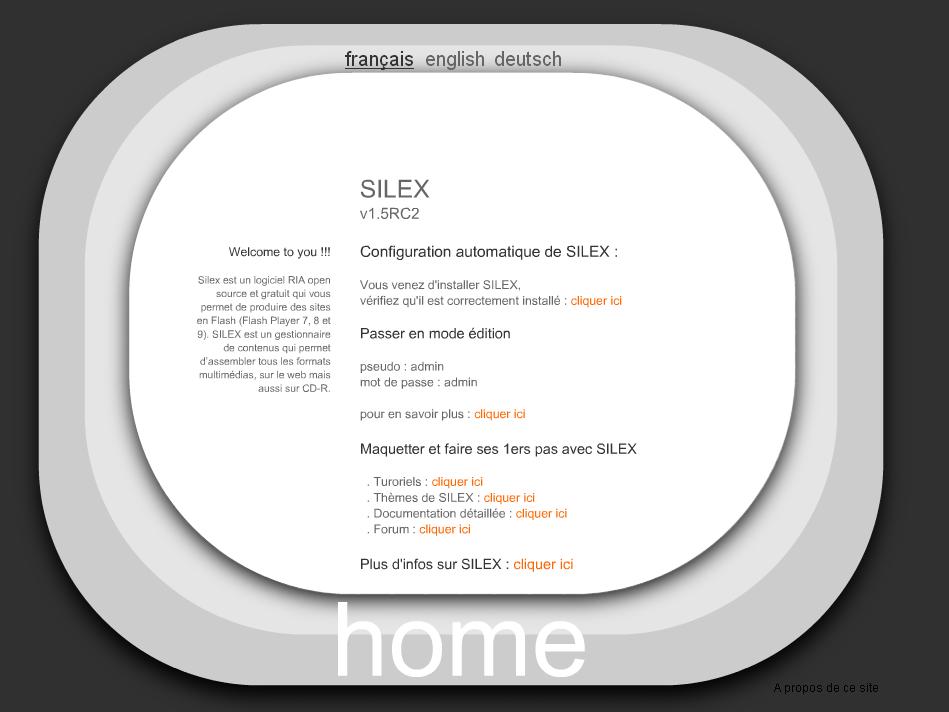 français english deutsch
SILEX
v1.5RC2
Welcome to you !!!
Silex est un logiciel RIA open
source et gratuit qui vous
permet de produire des sites
en Flash (Flash Player 7, 8 et
9). SILEX est un gestionnaire
de contenus qui permet
d'assembler tous les formats
multimédias, sur le web mais
aussi sur CD-R.
Configuration automatique de SILEX :
Vous venez d'installer SILEX,
vérifiez qu'il est correctement installé : cliquer ici
Passer en mode édition
pseudo : admin
mot de passe : admin
pour en savoir plus : cliquer ici
Maquetter et faire ses 1ers pas avec SILEX
. Turoriels : cliquer ici
. Thèmes de SILEX : cliquer ici
. Documentation détaillée : cliquer ici
. Forum : cliquer ici
Plus d'infos sur SILEX : cliquer ici
home
A propos de ce site